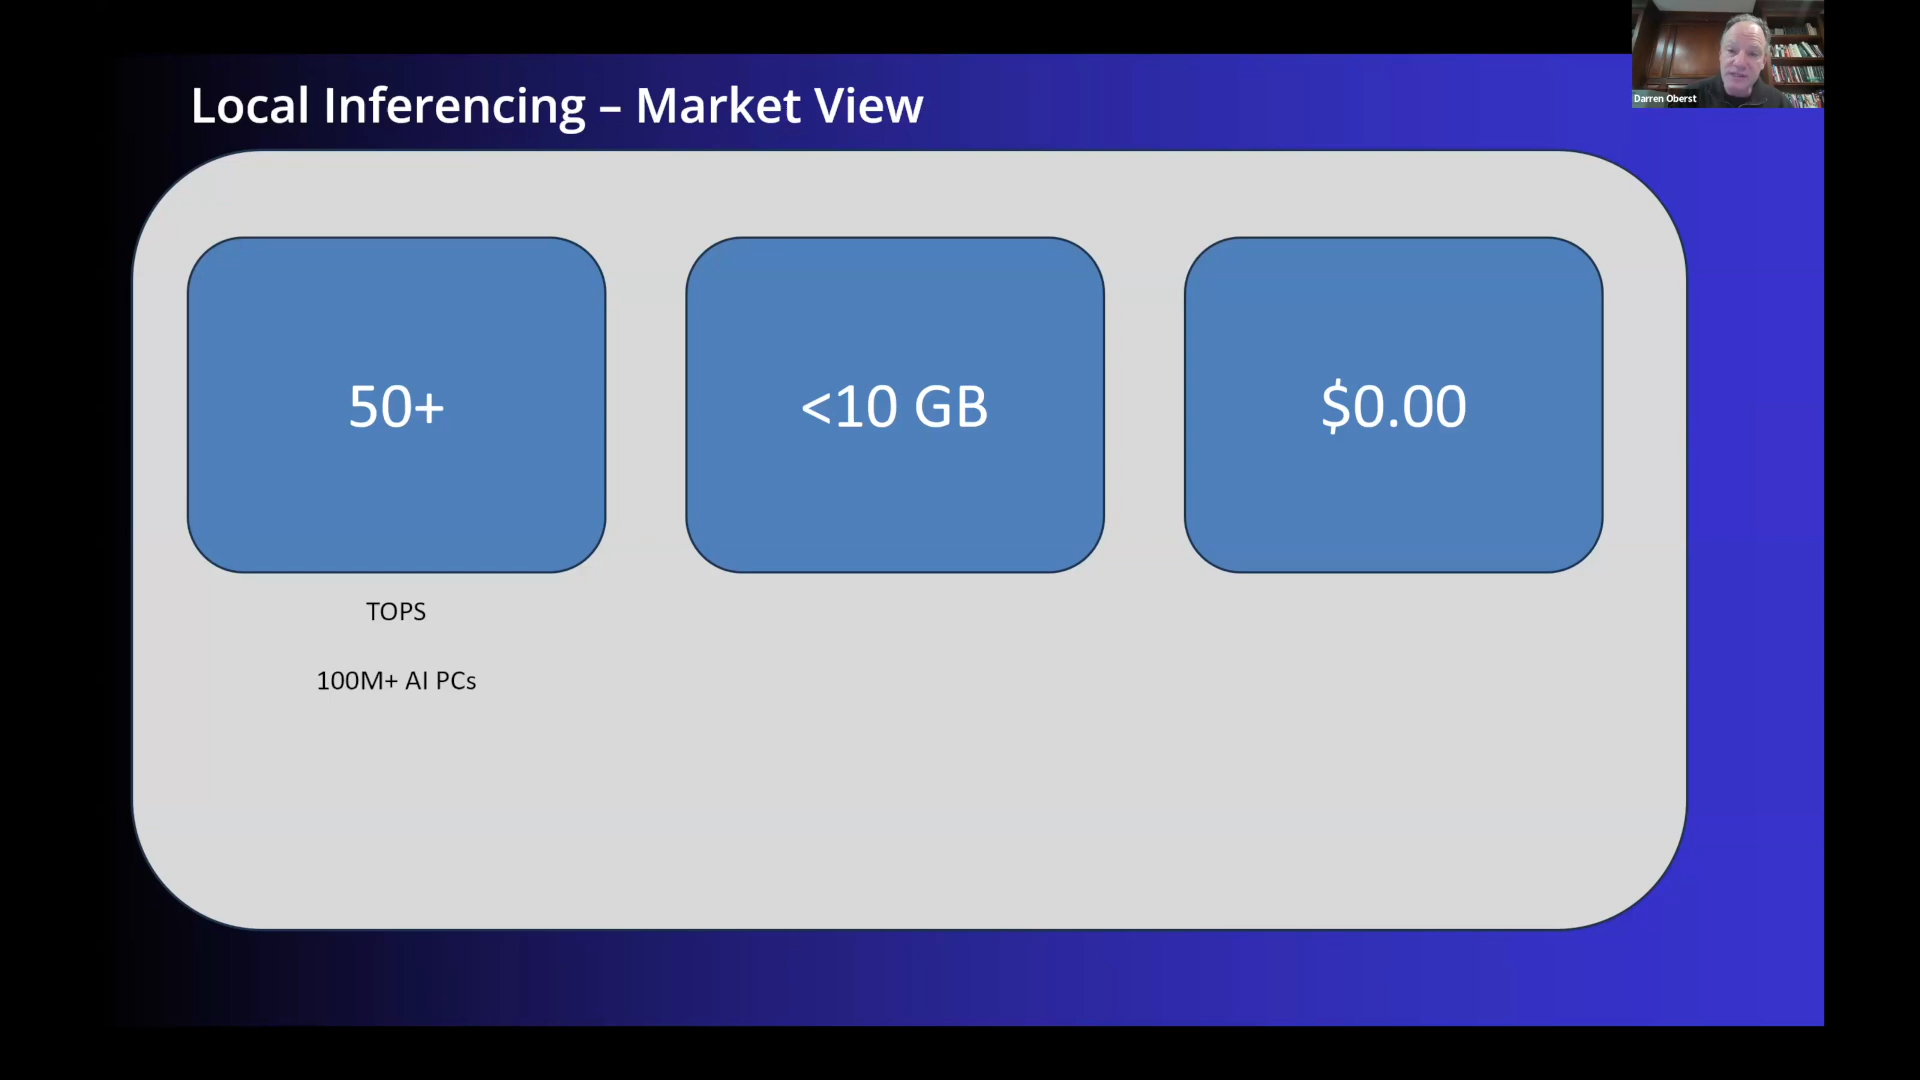 Local Inferencing – Market View
Darren Oberst
50+
<10 GB
$0.00
TOPS
100M+ AI PCs